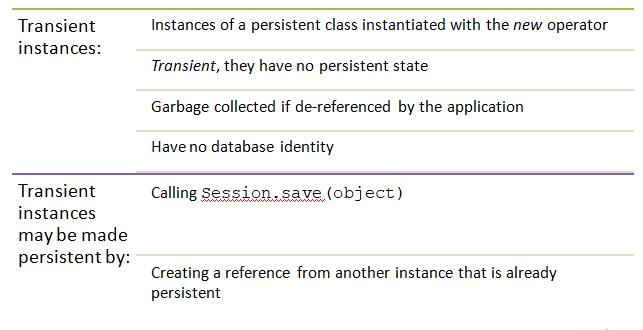 Transient
instances:
Instances of a persistent class instantiated with the new operator
Transient, they have no persistent state
Garbage collected if de-referenced by the application
Have no database identity
Transient
instances
may be made
persistent by:
Calling Session.save(object)
Creating a reference from another instance that is already
persistent